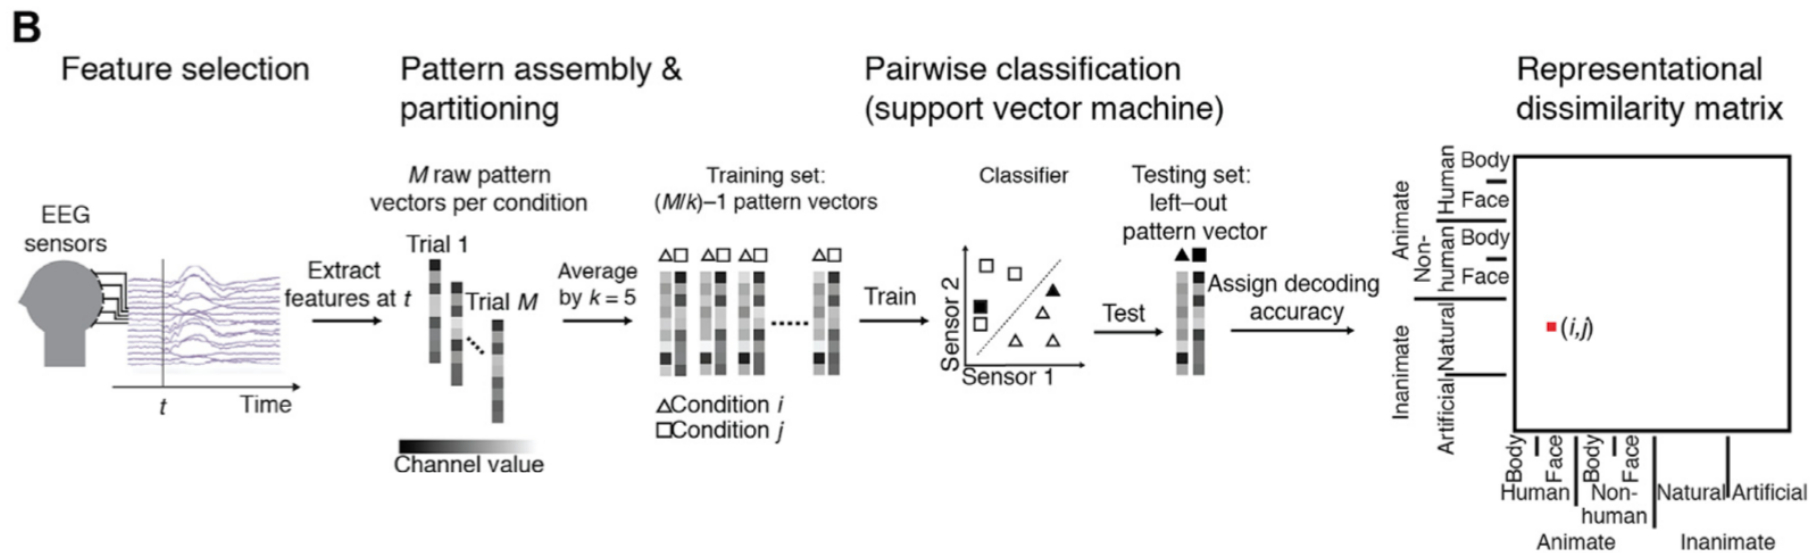 B
Feature selection
Pattern assembly &
partitioning
Pairwise classification
(support vector machine)
Representational
dissimilarity matrix
EEG
sensors
t
Time
Extract
features at t
M raw pattern
vectors per condition
Trial 1
Trial M
Channel value
Average
by k = 5
Training set:
(M/k)–1 pattern vectors
Condition i
Condition j
Train
Classifier
Sensor 2
Sensor 1
Test
Testing set:
left–out
pattern vector
Assign decoding
accuracy
Animate
Inanimate
Human
Non-
human
Natural
Artificial
Body
Face
Body
Face
(i,j)
Body
Face
Body
Face
Human
Non-
human
Natural
Artificial
Animate
Inanimate